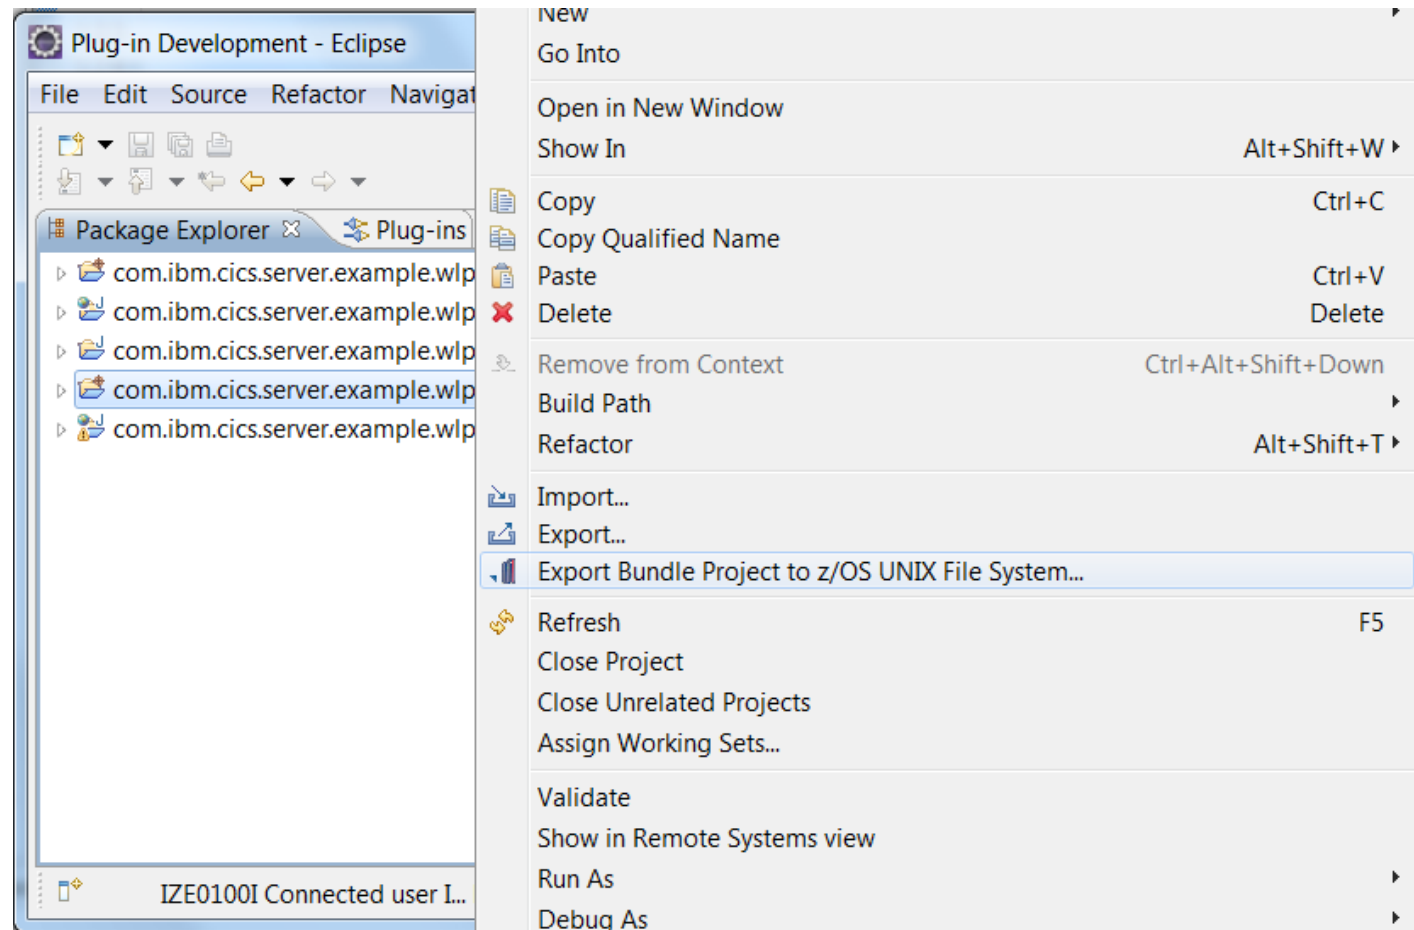 Plug-in Development - Eclipse
File Edit Source Refactor Navigat
Package Explorer Plug-ins
com.ibm.cics.server.example.wlp
com.ibm.cics.server.example.wlp
com.ibm.cics.server.example.wlp
com.ibm.cics.server.example.wlp
com.ibm.cics.server.example.wlp
IZE0100I Connected user I...
New
Go Into
Open in New Window
Show In Alt+Shift+W
Copy Ctrl+C
Copy Qualified Name
Paste Ctrl+V
Delete Delete
Remove from Context Ctrl+Alt+Shift+Down
Build Path
Refactor Alt+Shift+T
Import...
Export...
Export Bundle Project to z/OS UNIX File System...
Refresh F5
Close Project
Close Unrelated Projects
Assign Working Sets...
Validate
Show in Remote Systems view
Run As
Debug As